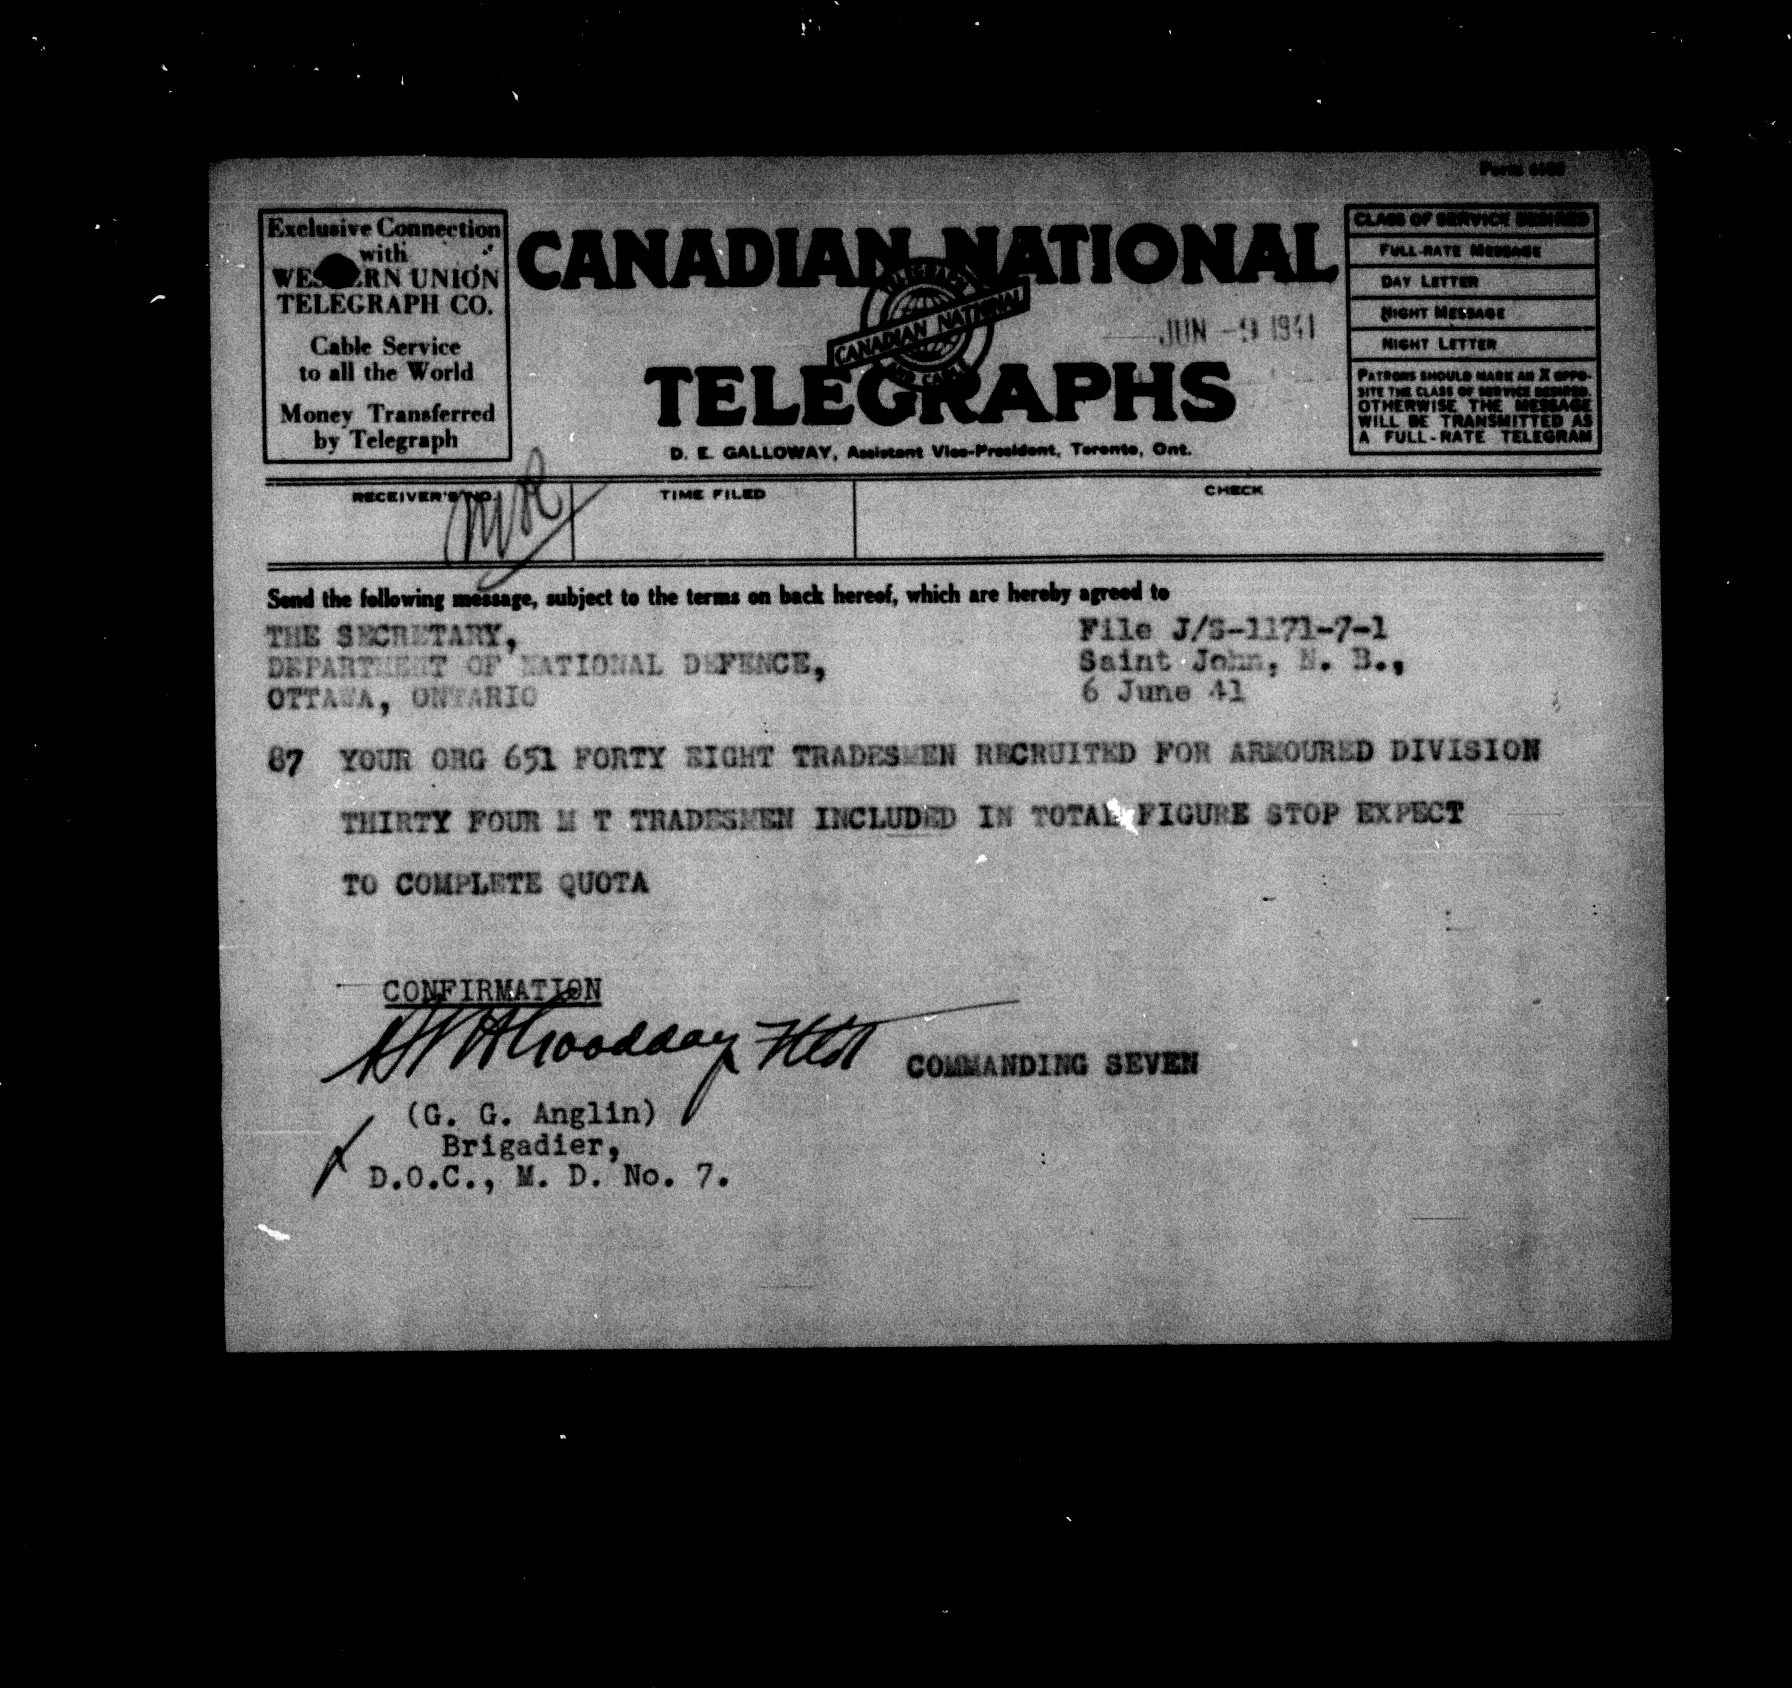 Exclusive Connection
with
UNION
TELEGRAPH CO.
Cable Service
to all the World
Money Transferred
by Telegraph
CANADIAN NATIONAL
TELEGRAPHS
CANADIAN NATIONAL
JUN -9 1941
D. E. GALLOWAY, Assistant Vice-President, Toronto, Ont.
Form
CLASS OF SERVICE DESIRED
FULL-RATE MESSAGE
DAY LETTER
NIGHT MESSAGE
NIGHT LETTER
PATRONS SHOULD MARK AN X OPPO-
SITE THE CLASS OF SERVICE DESIRED.
OTHERWISE THE MESSAGE
WILL BE TRANSMITTED AS
A FULL-RATE TELEGRAM
RECEIVER'S NO. TIME FILED CHECK
Send the following message, subject to the terms on back hereof, which are hereby agreed to
THE SECRETARY,
DEPARTMENT OF NATIONAL DEFENCE,
OTTAWA, ONTARIO
File J/S-1171-7-1
Saint John, N. B.,
6 June 41
87 YOUR ORG 651 FORTY EIGHT TRADESMEN RECRUITED FOR ARMOURED DIVISION
THIRTY FOUR M T TRADESMEN INCLUDED IN TOTAL FIGURE STOP EXPECT
TO COMPLETE QUOTA
CONFIRMATION
COMMANDING SEVEN
(G. G. Anglin)
Brigadier,
D.O.C., M. D. No. 7.